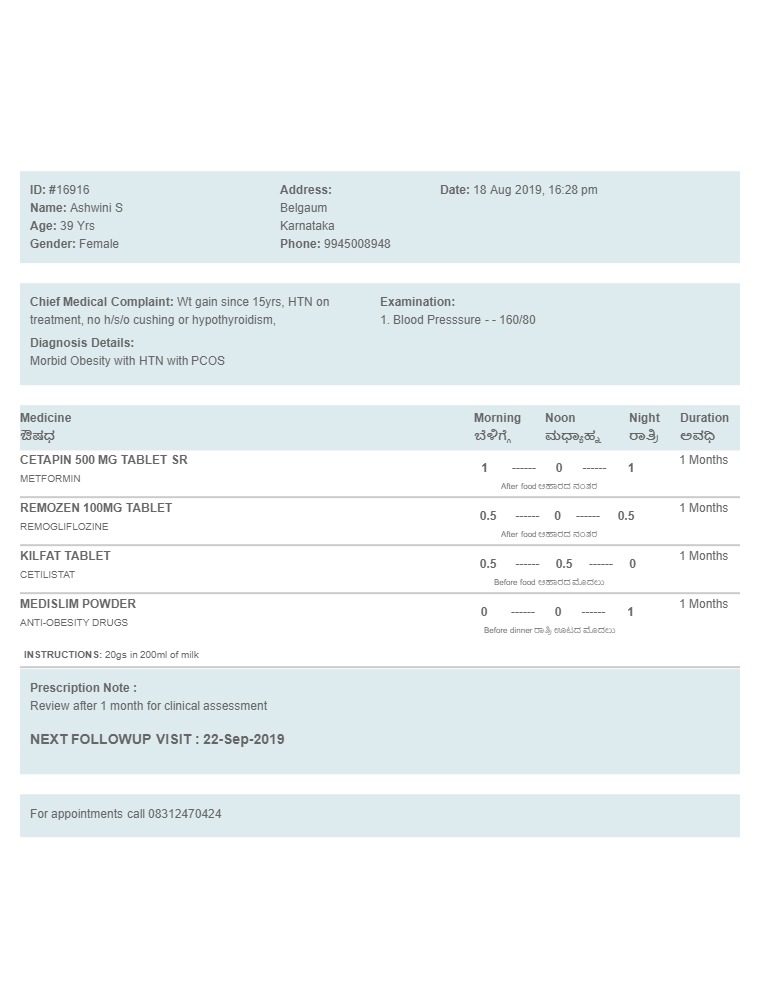 ID: #16916
Name: Ashwini S
Age: 39 Yrs
Gender: Female
Address:
Belgaum
Karnataka
Phone: 9945008948
Date: 18 Aug 2019, 16:28 pm
Chief Medical Complaint: Wt gain since 15yrs, HTN on
treatment, no h/s/o cushing or hypothyroidism,
Diagnosis Details:
Morbid Obesity with HTN with PCOS
Examination:
1. Blood Presssure - - 160/80
Medicine Morning Noon Night Duration
ಔಷಧ ಬೆಳಿಗ್ಗೆ ಮಧ್ಯಾಹ್ನ ರಾತ್ರಿ ಅವಧಿ
CETAPIN 500 MG TABLET SR 1 ------ 0 ------ 1 1 Months
METFORMIN
After food ಆಹಾರದ ನಂತರ
REMOZEN 100MG TABLET 0.5 ------ 0 ------ 0.5 1 Months
REMOGLIFLOZINE
After food ಆಹಾರದ ನಂತರ
KILFAT TABLET 0.5 ------ 0.5 ------ 0 1 Months
CETILISTAT
Before food ಆಹಾರದ ಮೊದಲು
MEDISLIM POWDER 0 ------ 0 ------ 1 1 Months
ANTI-OBESITY DRUGS
Before dinner ರಾತ್ರಿ ಊಟದ ಮೊದಲು
INSTRUCTIONS: 20gs in 200ml of milk
Prescription Note :
Review after 1 month for clinical assessment
NEXT FOLLOWUP VISIT : 22-Sep-2019
For appointments call 08312470424